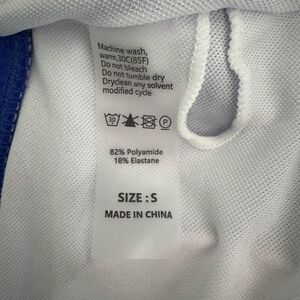 Machine wash,
warm,30C(85F)
Do not bleach
Do not tumble dry
Dryclean any solvent
modified cycle
30 P
82% Polyamide
18% Elastane
SIZE : S
MADE IN CHINA